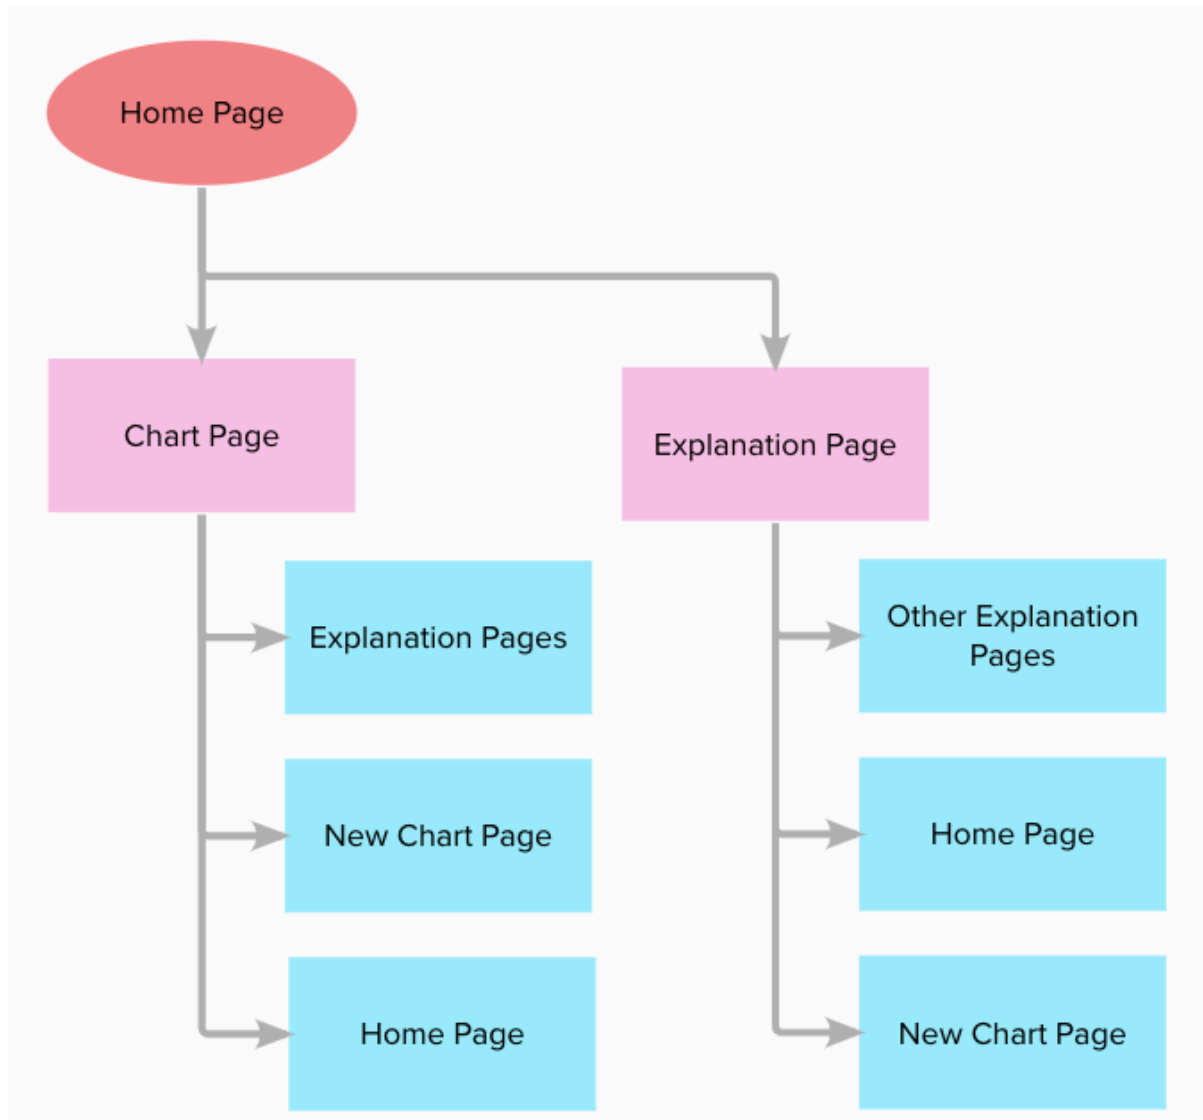 Home Page
Chart Page
Explanation Page
Explanation Pages
New Chart Page
Home Page
Other Explanation
Pages
Home Page
New Chart Page